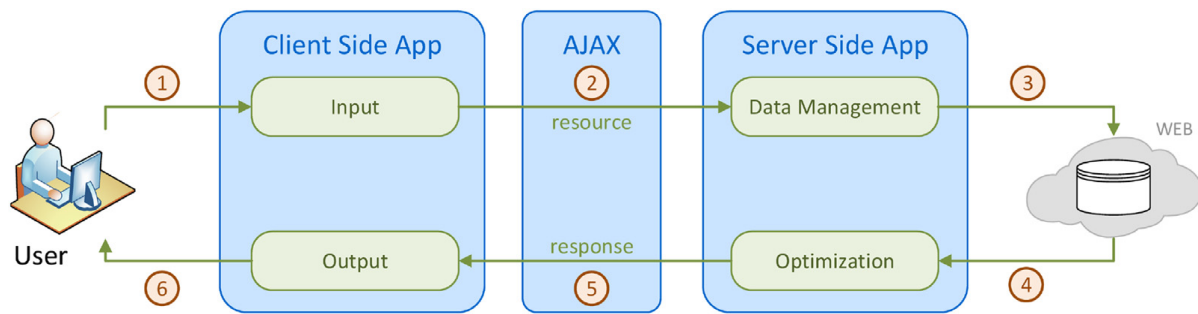 Client Side App
AJAX
Server Side App
1
2
3
Input
Data Management
resource
WEB
User
response
Output
Optimization
6
5
4